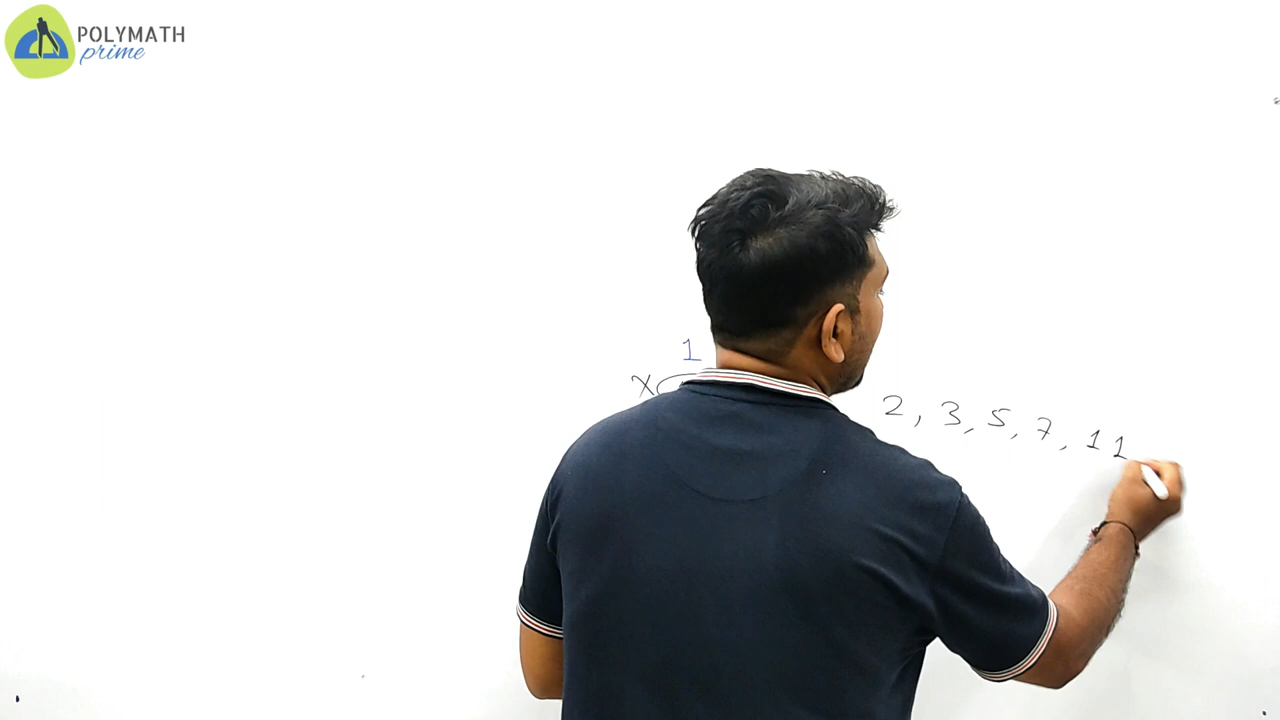 POLYMATH
prime
1
X
2, 3, 5, 7, 11